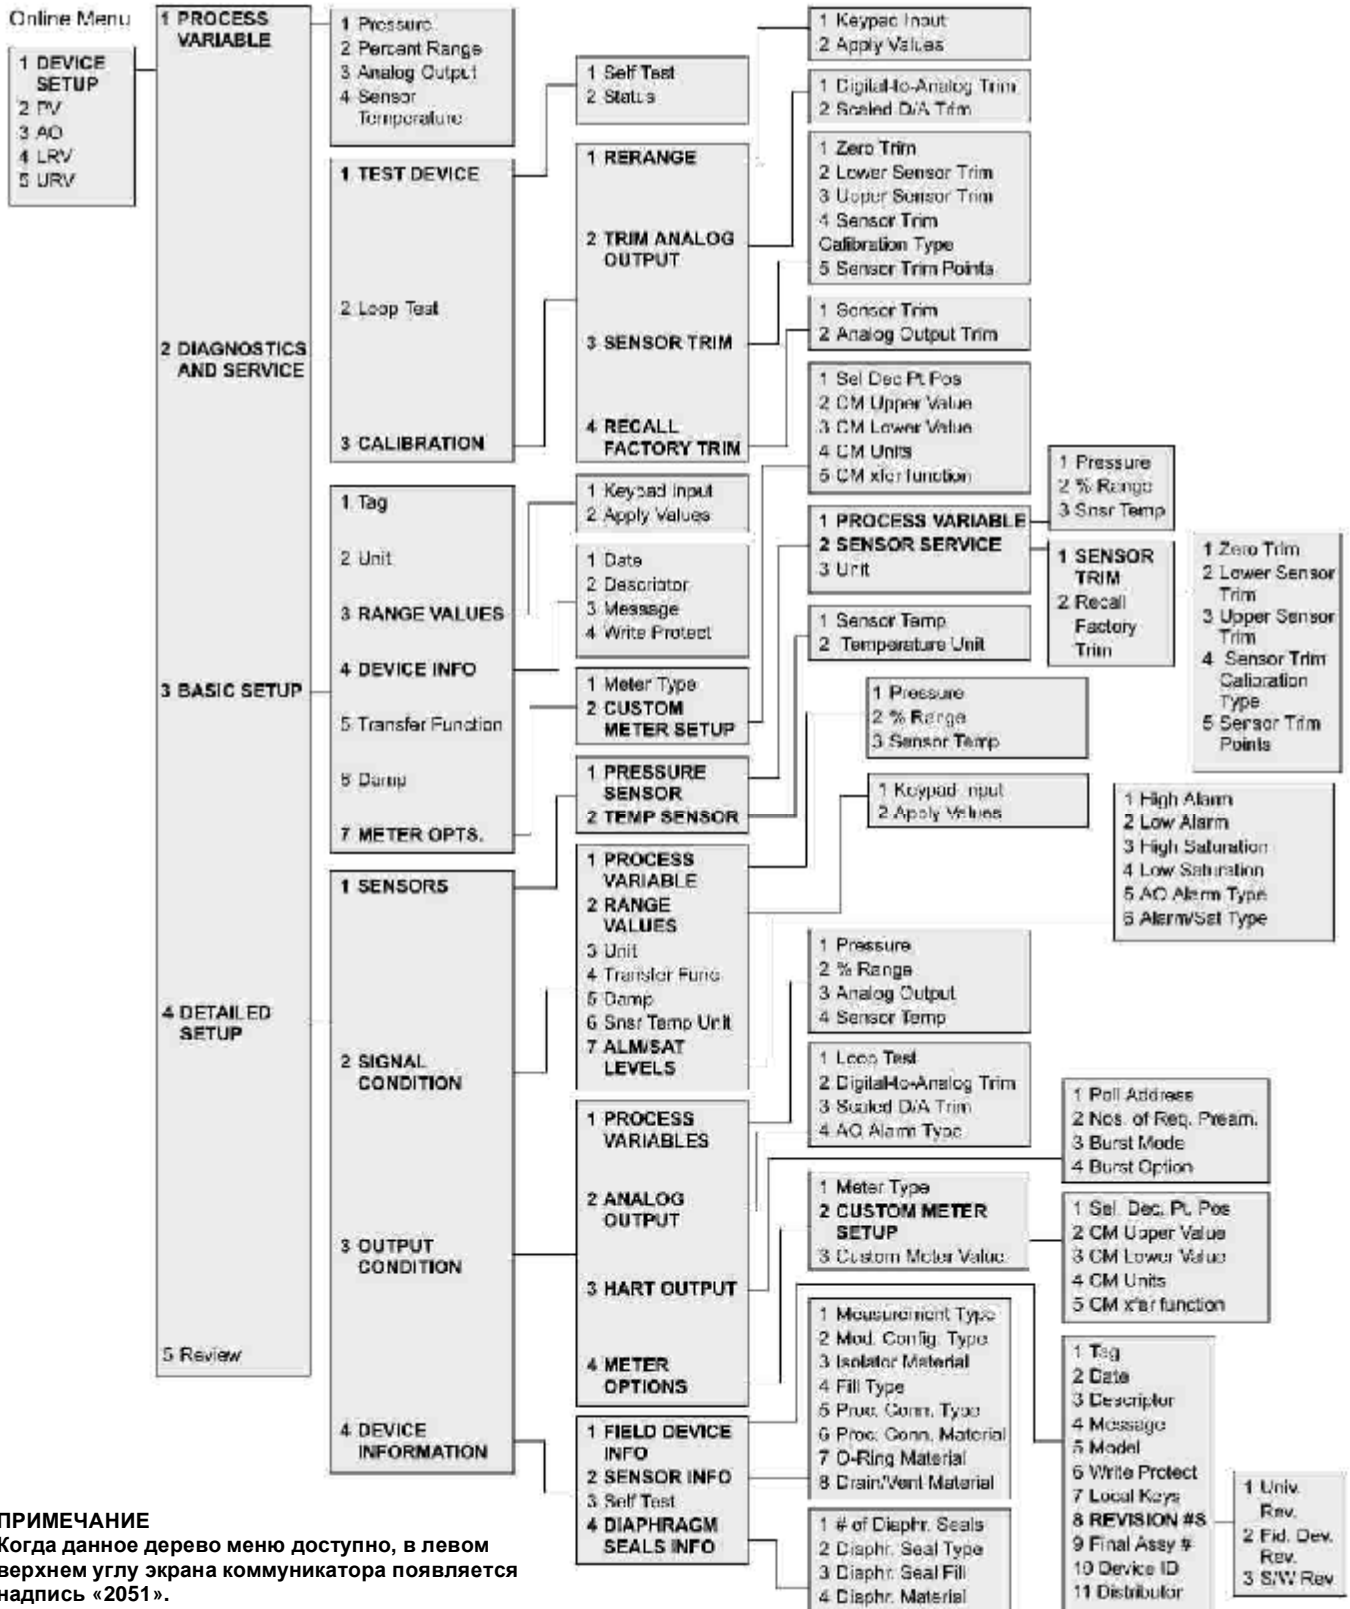 Online Menu
1 DEVICE
SETUP
2 PV
3 AO
4 LRV
5 URV
1 PROCESS
VARIABLE
2 DIAGNOSTICS
AND SERVICE
3 BASIC SETUP
4 DETAILED
SETUP
5 Review
1 Pressure
2 Percent Range
3 Analog Output
4 Sensor
Temperature
1 TEST DEVICE
2 Loop Test
3 CALIBRATION
1 Tag
2 Unit
3 RANGE VALUES
4 DEVICE INFO
5 Transfer Function
6 Damp
7 METER OPTS.
1 SENSORS
2 SIGNAL
CONDITION
3 OUTPUT
CONDITION
4 DEVICE
INFORMATION
1 Self Test
2 Status
1 RERANGE
2 TRIM ANALOG
OUTPUT
3 SENSOR TRIM
4 RECALL
FACTORY TRIM
1 Keypad Input
2 Apply Values
1 Date
2 Descriptor
3 Message
4 Write Protect
1 Meter Type
2 CUSTOM
METER SETUP
1 PRESSURE
SENSOR
2 TEMP SENSOR
1 PROCESS
VARIABLE
2 RANGE
VALUES
3 Unit
4 Transfer Func
5 Damp
6 Snsr Temp Unit
7 ALM/SAT
LEVELS
1 PROCESS
VARIABLES
2 ANALOG
OUTPUT
3 HART OUTPUT
4 METER
OPTIONS
1 FIELD DEVICE
INFO
2 SENSOR INFO
3 Self Test
4 DIAPHRAGM
SEALS INFO
1 Keypad Input
2 Apply Values
1 Digital-to-Analog Trim
2 Scaled D/A Trim
1 Zero Trim
2 Lower Sensor Trim
3 Upper Sensor Trim
4 Sensor Trim
Calibration Type
5 Sensor Trim Points
1 Sensor Trim
2 Analog Output Trim
1 Sel Dec Pt Pos
2 CM Upper Value
3 CM Lower Value
4 CM Units
5 CM xfer function
1 PROCESS VARIABLE
2 SENSOR SERVICE
3 Unit
1 Pressure
2 % Range
3 Snsr Temp
1 SENSOR
TRIM
2 Recall
Factory
Trim
1 Zero Trim
2 Lower Sensor
Trim
3 Upper Sensor
Trim
4 Sensor Trim
Calibration
Type
5 Sensor Trim
Points
1 Sensor Temp
2 Temperature Unit
1 Pressure
2 % Range
3 Sensor Temp
1 Keypad Input
2 Apply Values
1 High Alarm
2 Low Alarm
3 High Saturation
4 Low Saturation
5 AO Alarm Type
6 Alarm/Sat Type
1 Pressure
2 % Range
3 Analog Output
4 Sensor Temp
1 Loop Test
2 Digital-to-Analog Trim
3 Scaled D/A Trim
4 AO Alarm Type
1 Poll Address
2 Nos. of Req. Pream.
3 Burst Mode
4 Burst Option
1 Meter Type
2 CUSTOM METER
SETUP
3 Custom Meter Value
1 Sel. Dec. Pt. Pos
2 CM Upper Value
3 CM Lower Value
4 CM Units
5 CM xfer function
1 Measurement Type
2 Mod. Config. Type
3 Isolator Material
4 Fill Type
5 Proc. Conn. Type
6 Proc. Conn. Material
7 O-Ring Material
8 Drain/Vent Material
1 # of Diaphr. Seals
2 Diaphr. Seal Type
3 Diaphr. Seal Fill
4 Diaphr. Material
1 Tag
2 Date
3 Descriptor
4 Message
5 Model
6 Write Protect
7 Local Keys
8 REVISION #S
9 Final Assy #
10 Device ID
11 Distributor
1 Univ.
Rev.
2 Fld. Dev.
Rev.
3 S/W Rev
ПРИМЕЧАНИЕ
Когда данное дерево меню доступно, в левом
верхнем углу экрана коммуникатора появляется
надпись «2051».